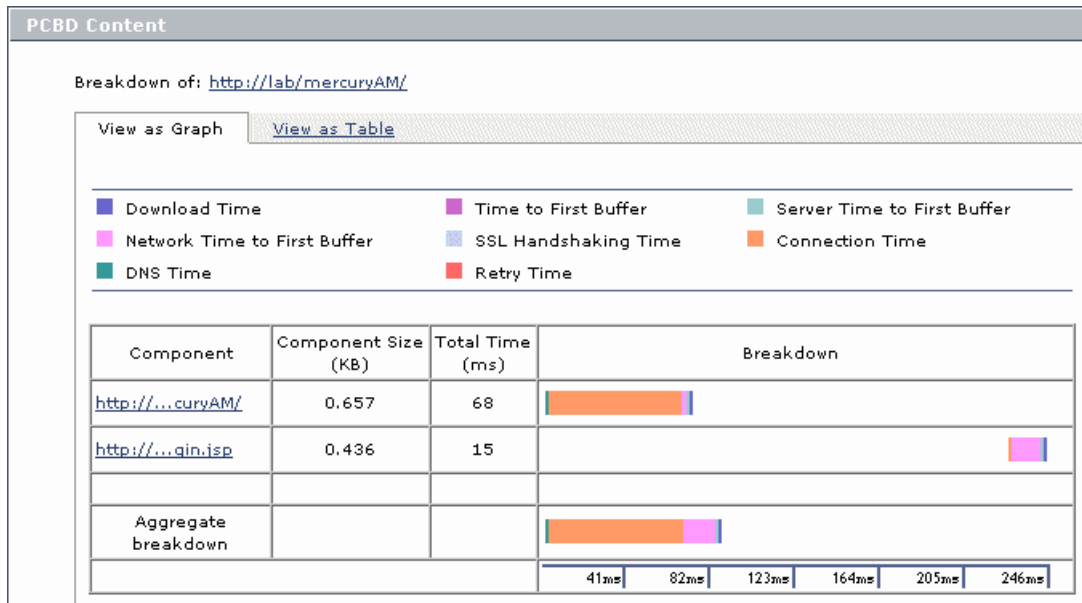 PCBD Content
Breakdown of: http://lab/mercuryAM/
View as Graph View as Table
Download Time Time to First Buffer Server Time to First Buffer
Network Time to First Buffer SSL Handshaking Time Connection Time
DNS Time Retry Time
Component Component Size (KB) Total Time (ms) Breakdown
http://...curyAM/ 0.657 68
http://...gin.jsp 0.436 15
Aggregate
breakdown
41ms 82ms 123ms 164ms 205ms 246ms